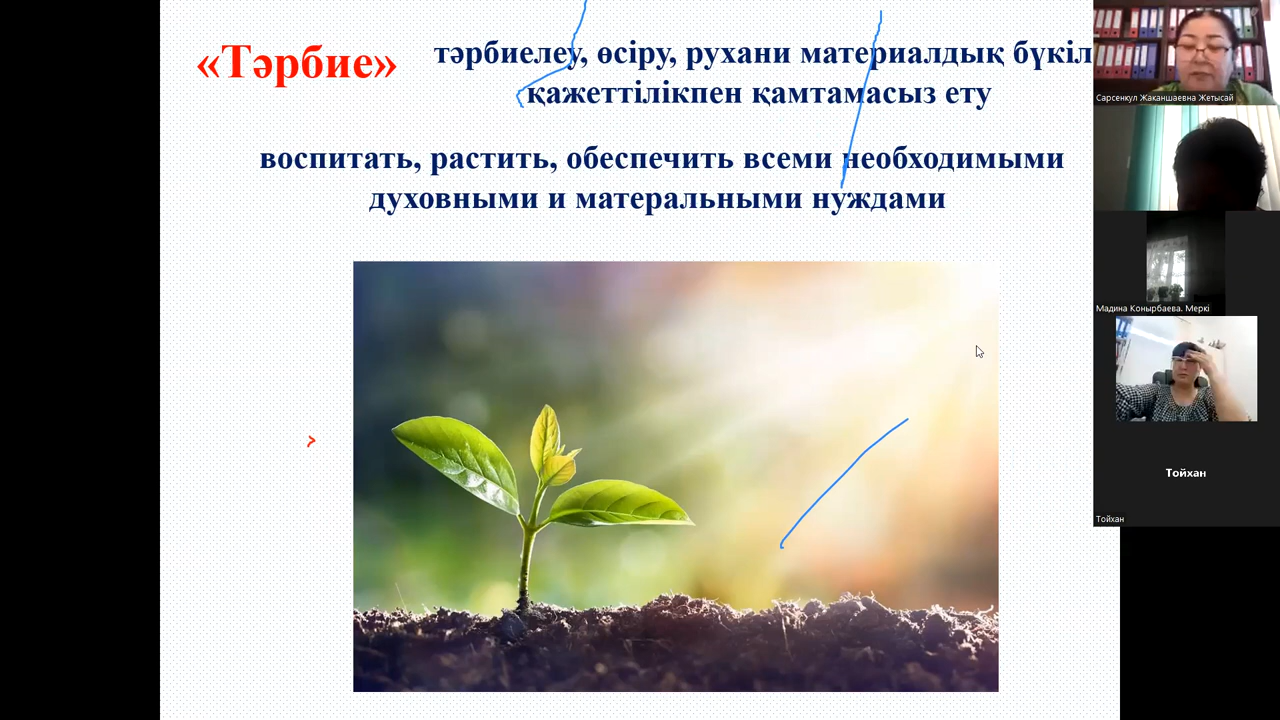 «Тәрбие»
тәрбиелеу, өсіру, рухани материалдық бүкіл
қажеттілікпен қамтамасыз ету
воспитать, растить, обеспечить всеми необходимыми
духовными и матеральными нуждами
Сарсенкул Жаканшаевна Жетысай
Мадина Конырбаева. Меркі
Тойхан
Тойхан